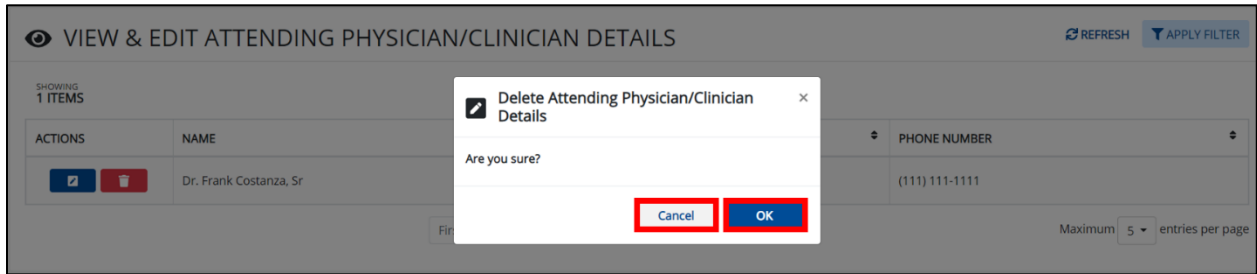 VIEW & EDIT ATTENDING PHYSICIAN/CLINICIAN DETAILS
REFRESH
APPLY FILTER
SHOWING
1 ITEMS
Delete Attending Physician/Clinician
Details
×
Are you sure?
Cancel
OK
ACTIONS
NAME
PHONE NUMBER
Dr. Frank Costanza, Sr
(111) 111-1111
Maximum 5 entries per page